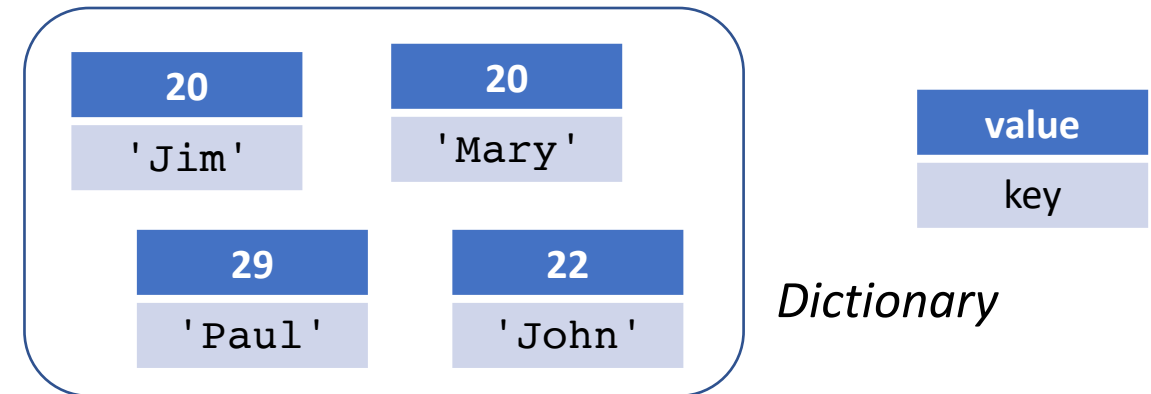 20
'Jim'
20
'Mary'
29
'Paul'
22
'John'
value
key
Dictionary